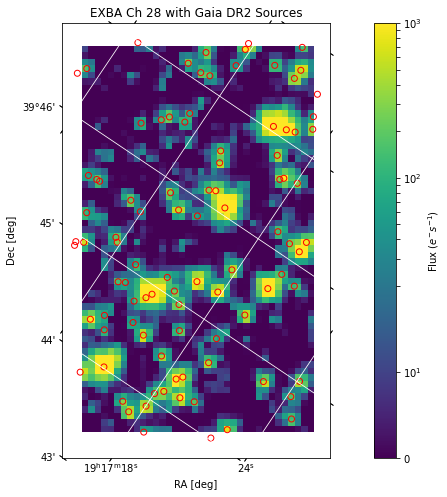 EXBA Ch 28 with Gaia DR2 Sources
39°46'
45'
44'
43'
19ʰ17ᵐ18ˢ
24ˢ
RA [deg]
Dec [deg]
10³
10²
10¹
0
Flux (e⁻s⁻¹)